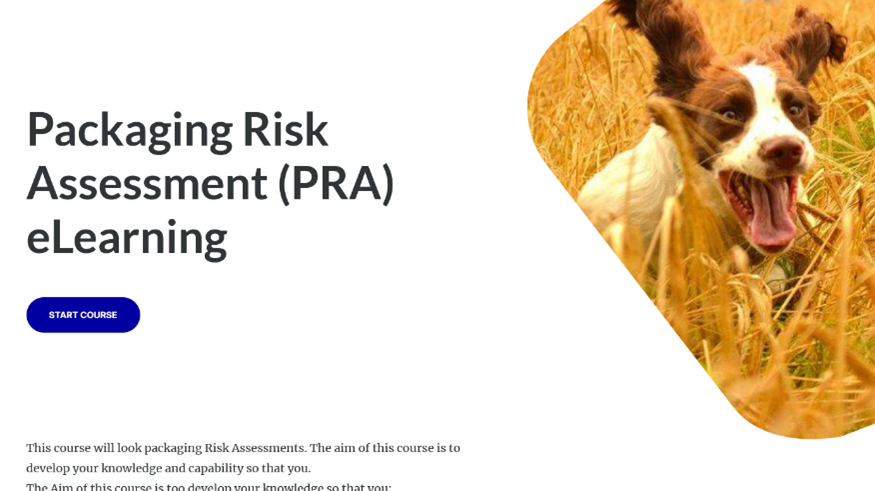 Packaging Risk
Assessment (PRA)
eLearning
START COURSE
This course will look packaging Risk Assessments. The aim of this course is to
develop your knowledge and capability so that you.
The Aim of this course is too develop your knowledge so that you: